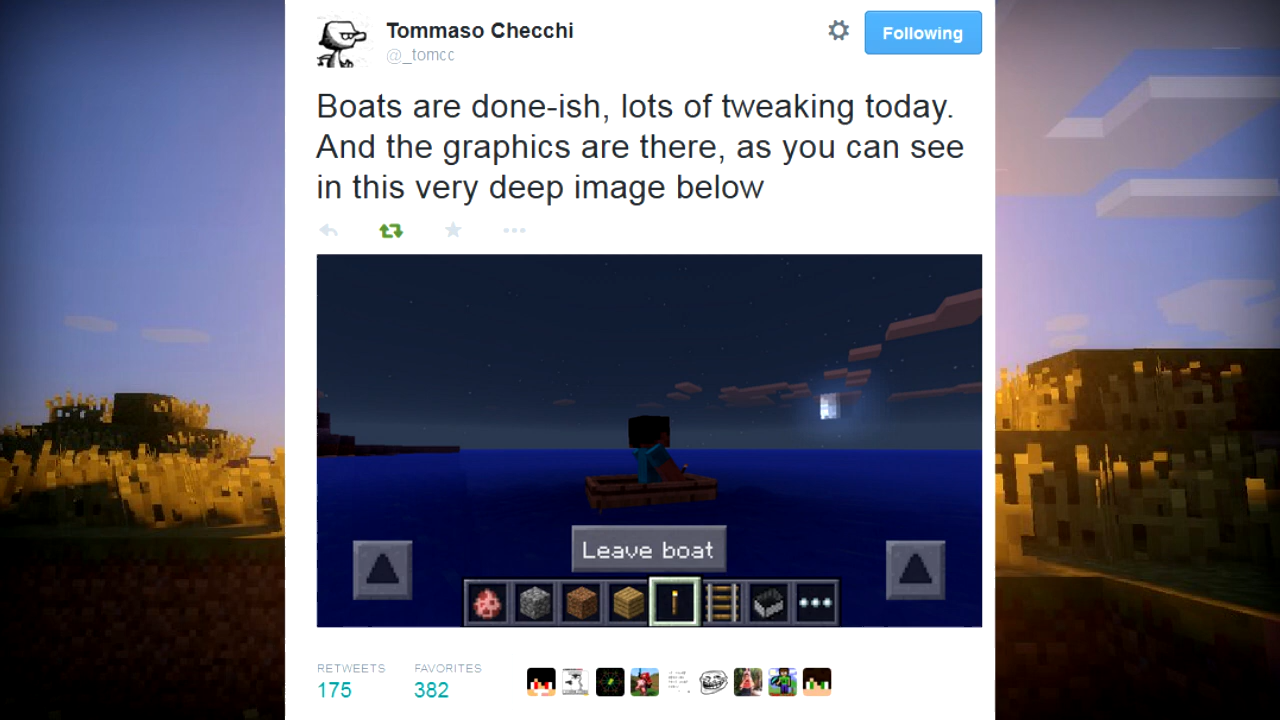 Tommaso Checchi
@_tomcc
Following
Boats are done-ish, lots of tweaking today.
And the graphics are there, as you can see
in this very deep image below
Leave boat
RETWEETS FAVORITES
175 382